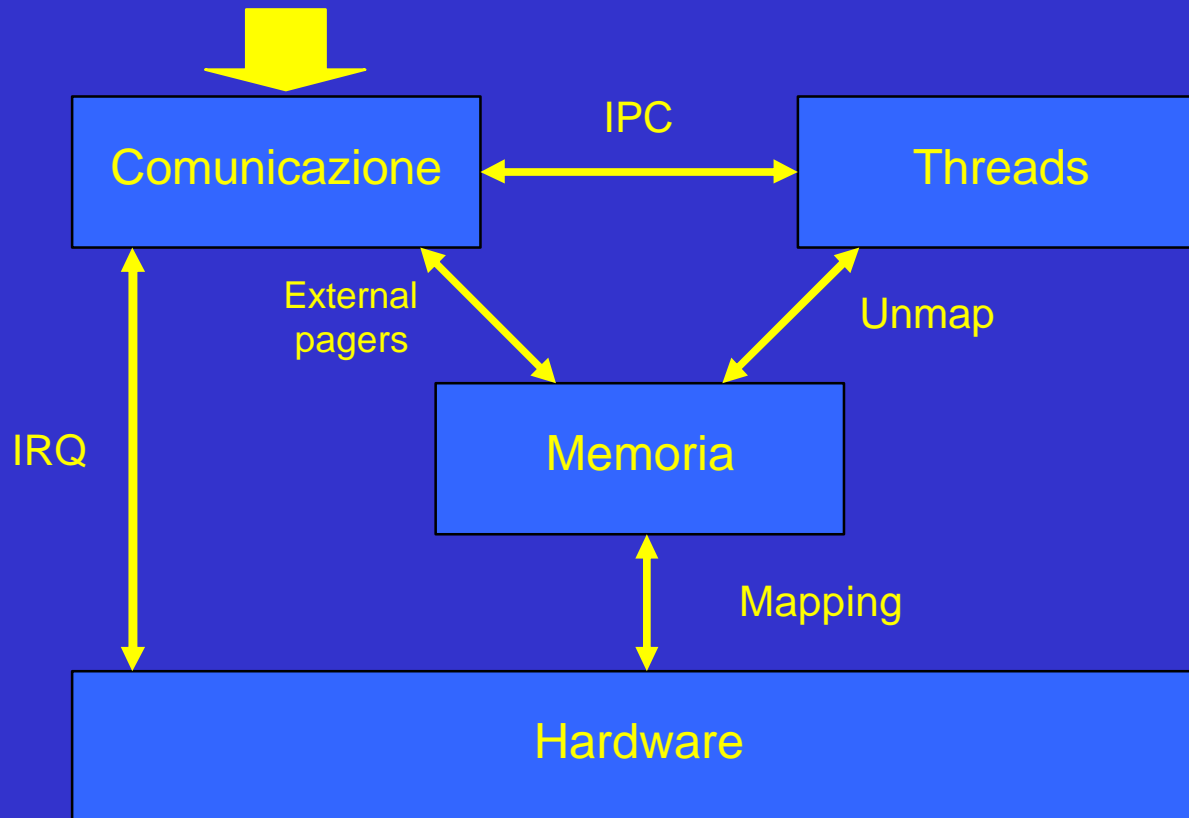 IPC
Comunicazione
Threads
External
pagers
Unmap
IRQ
Memoria
Mapping
Hardware